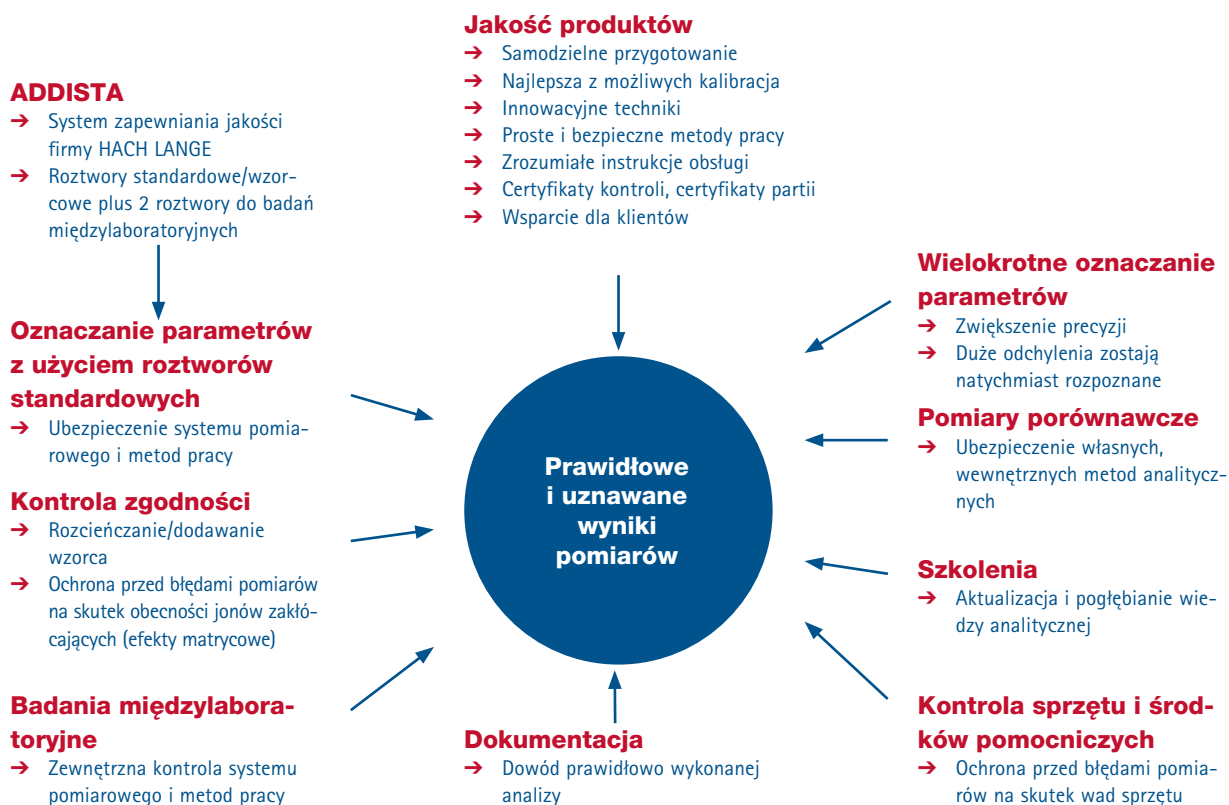 Jakość produktów
➔ Samodzielne przygotowanie
➔ Najlepsza z możliwych kalibracja
➔ Innowacyjne techniki
➔ Proste i bezpieczne metody pracy
➔ Zrozumiałe instrukcje obsługi
➔ Certyfikaty kontroli, certyfikaty partii
➔ Wsparcie dla klientów
ADDISTA
➔ System zapewniania jakości
firmy HACH LANGE
➔ Roztwory standardowe/wzor-
cowe plus 2 roztwory do badań
międzylaboratoryjnych
Oznaczanie parametrów
z użyciem roztworów
standardowych
➔ Ubezpieczenie systemu pomia-
rowego i metod pracy
Kontrola zgodności
➔ Rozcieńczanie/dodawanie
wzorca
➔ Ochrona przed błędami pomiarów
na skutek obecności jonów zakłó-
cających (efekty matrycowe)
Badania międzylabora-
toryjne
➔ Zewnętrzna kontrola systemu
pomiarowego i metod pracy
Prawidłowe
i uznawane
wyniki
pomiarów
Dokumentacja
➔ Dowód prawidłowo wykonanej
analizy
Wielokrotne oznaczanie
parametrów
➔ Zwiększenie precyzji
➔ Duże odchylenia zostają
natychmiast rozpoznane
Pomiary porównawcze
➔ Ubezpieczenie własnych,
wewnętrznych metod analitycz-
nych
Szkolenia
➔ Aktualizacja i pogłębianie wie-
dzy analitycznej
Kontrola sprzętu i środ-
ków pomocniczych
➔ Ochrona przed błędami pomia-
rów na skutek wad sprzętu